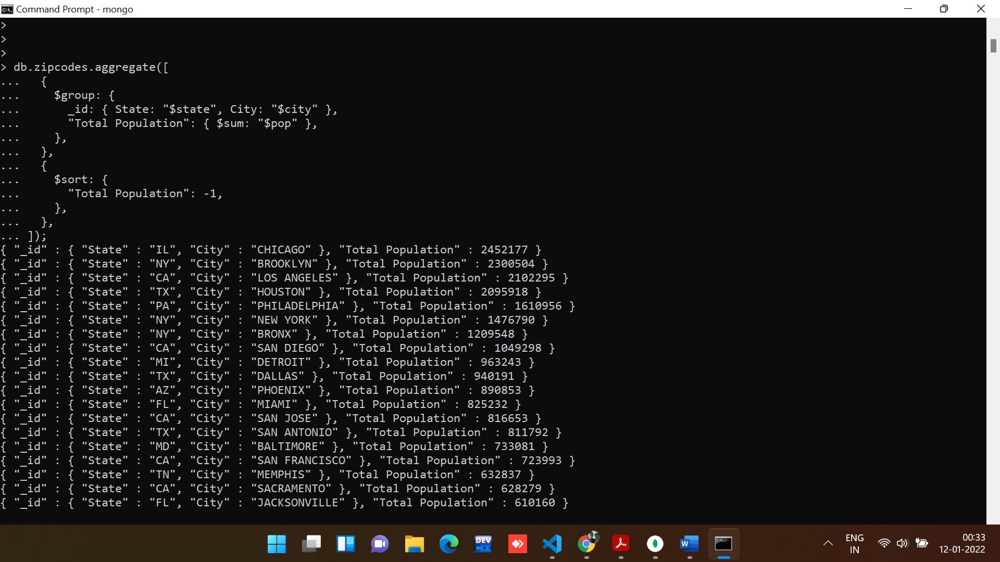 Command Prompt - mongo
>
>
>
> db.zipcodes.aggregate([
...   {
...     $group: {
...       _id: { State: "$state", City: "$city" },
...       "Total Population": { $sum: "$pop" },
...     },
...   },
...   {
...     $sort: {
...       "Total Population": -1,
...     },
...   },
... ]);
{ "_id" : { "State" : "IL", "City" : "CHICAGO" }, "Total Population" : 2452177 }
{ "_id" : { "State" : "NY", "City" : "BROOKLYN" }, "Total Population" : 2300504 }
{ "_id" : { "State" : "CA", "City" : "LOS ANGELES" }, "Total Population" : 2102295 }
{ "_id" : { "State" : "TX", "City" : "HOUSTON" }, "Total Population" : 2095918 }
{ "_id" : { "State" : "PA", "City" : "PHILADELPHIA" }, "Total Population" : 1610956 }
{ "_id" : { "State" : "NY", "City" : "NEW YORK" }, "Total Population" : 1476790 }
{ "_id" : { "State" : "NY", "City" : "BRONX" }, "Total Population" : 1209548 }
{ "_id" : { "State" : "CA", "City" : "SAN DIEGO" }, "Total Population" : 1049298 }
{ "_id" : { "State" : "MI", "City" : "DETROIT" }, "Total Population" : 963243 }
{ "_id" : { "State" : "TX", "City" : "DALLAS" }, "Total Population" : 940191 }
{ "_id" : { "State" : "AZ", "City" : "PHOENIX" }, "Total Population" : 890853 }
{ "_id" : { "State" : "FL", "City" : "MIAMI" }, "Total Population" : 825232 }
{ "_id" : { "State" : "CA", "City" : "SAN JOSE" }, "Total Population" : 816653 }
{ "_id" : { "State" : "TX", "City" : "SAN ANTONIO" }, "Total Population" : 811792 }
{ "_id" : { "State" : "MD", "City" : "BALTIMORE" }, "Total Population" : 733081 }
{ "_id" : { "State" : "CA", "City" : "SAN FRANCISCO" }, "Total Population" : 723993 }
{ "_id" : { "State" : "TN", "City" : "MEMPHIS" }, "Total Population" : 632837 }
{ "_id" : { "State" : "CA", "City" : "SACRAMENTO" }, "Total Population" : 628279 }
{ "_id" : { "State" : "FL", "City" : "JACKSONVILLE" }, "Total Population" : 610160 }
DEV
C++
W
ENG
IN
00:33
12-01-2022